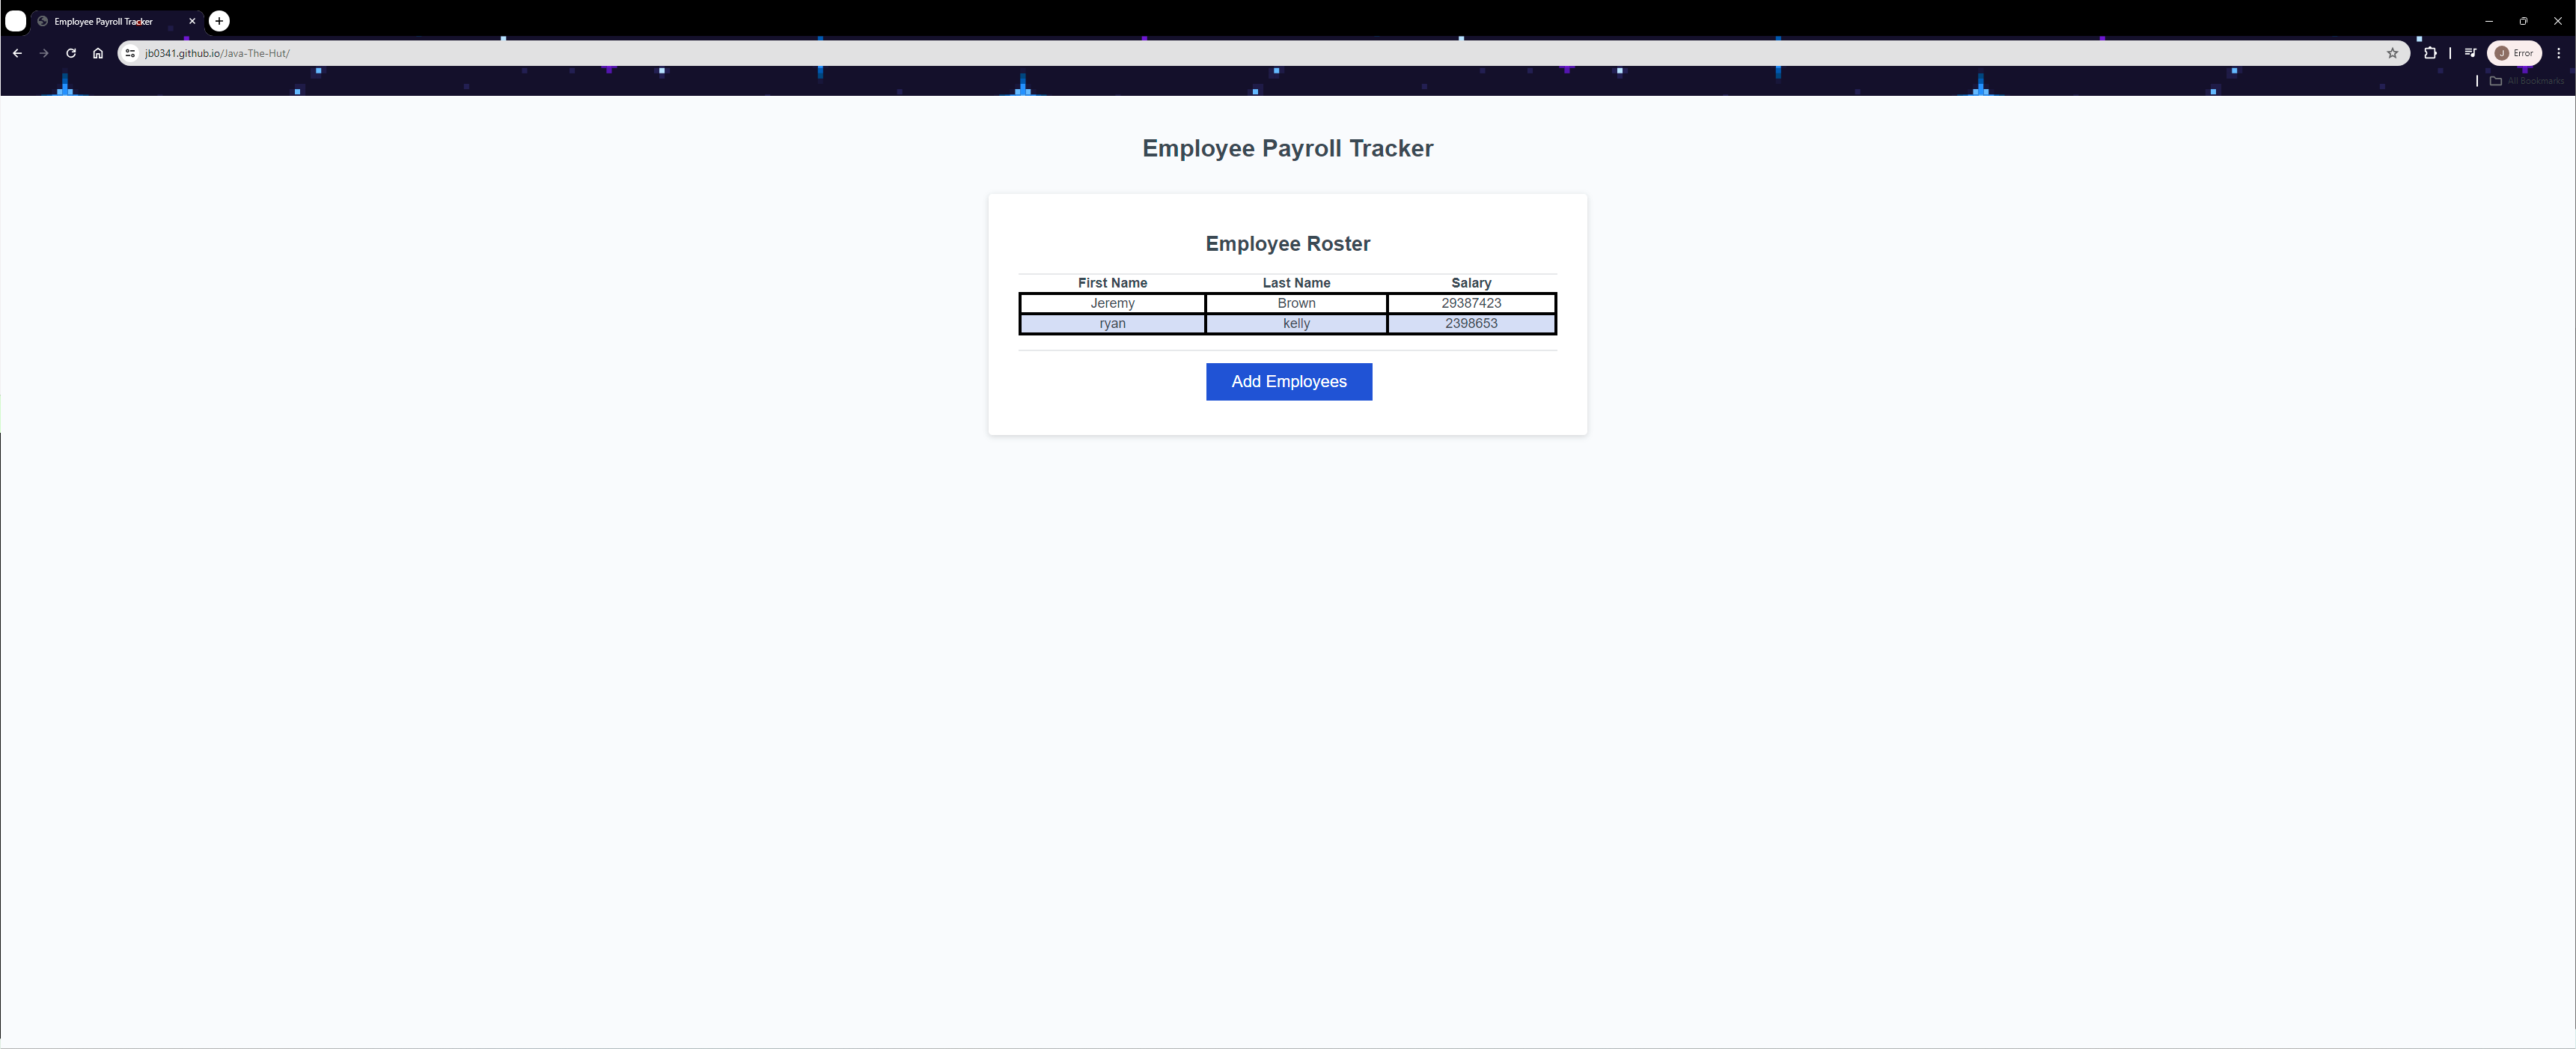 Employee Payroll Tracker
jb0341.github.io/Java-The-Hut/
J Error
All Bookmarks
Employee Payroll Tracker
Employee Roster
First Name Last Name Salary
Jeremy Brown 29387423
ryan kelly 2398653
Add Employees